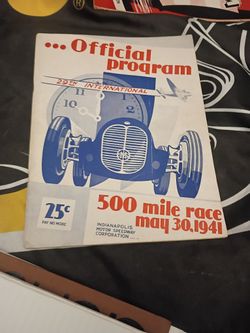 ... Official
program
29TH INTERNATIONAL
25¢
PAY NO MORE!
500 mile race
may 30, 1941
INDIANAPOLIS
MOTOR SPEEDWAY
CORPORATION